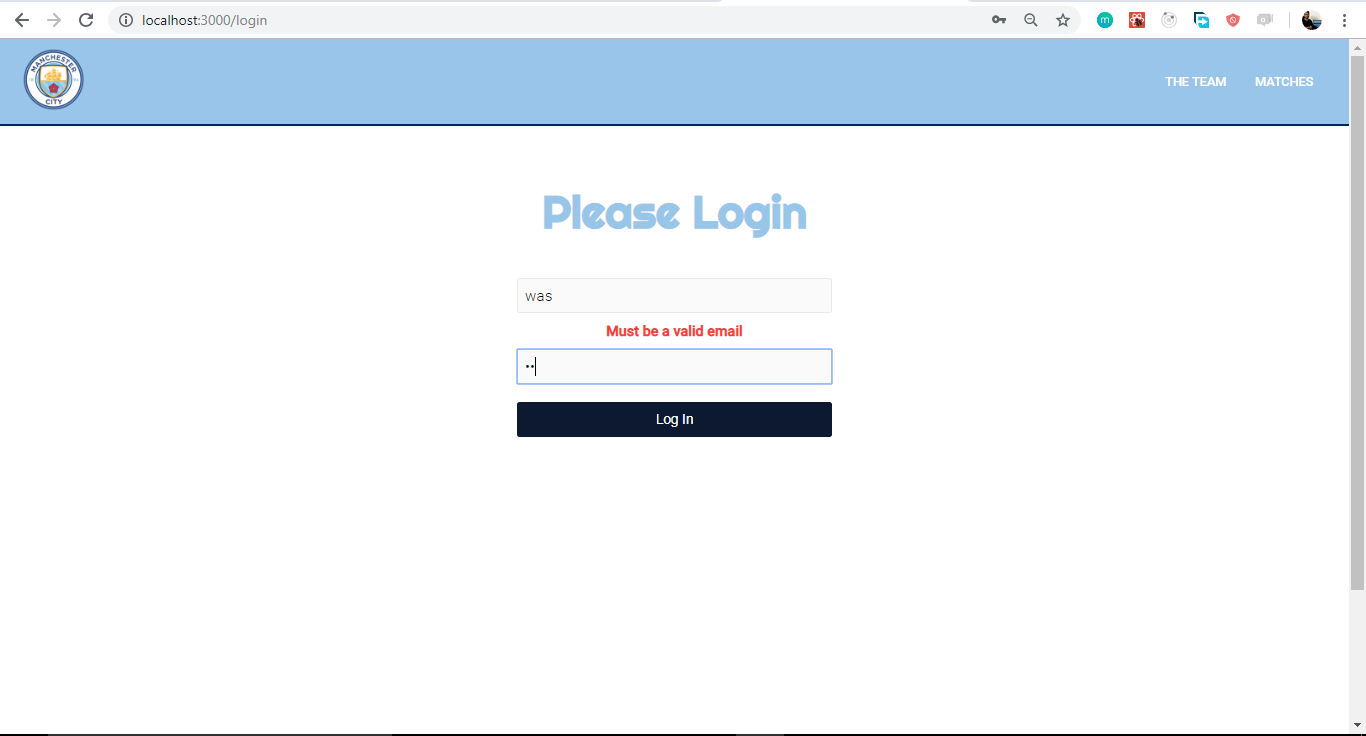 localhost:3000/login
MANCHESTER
CITY
THE TEAM MATCHES
Please Login
was
Must be a valid email
••
Log In